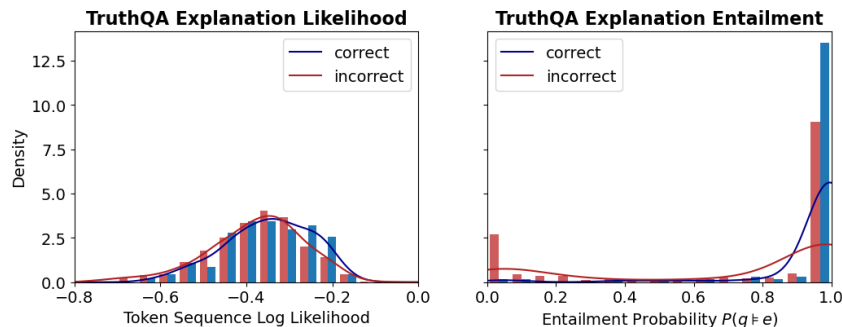 TruthQA Explanation Likelihood
correct
incorrect
Density
12.5
10.0
7.5
5.0
2.5
0.0
−0.8 −0.6 −0.4 −0.2 0.0
Token Sequence Log Likelihood
TruthQA Explanation Entailment
correct
incorrect
0.0 0.2 0.4 0.6 0.8 1.0
Entailment Probability P(q ⊧ e)